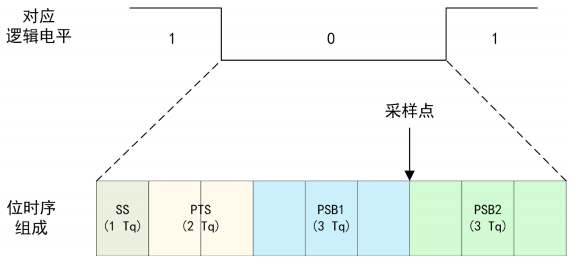 对应
逻辑电平
1
0
1
采样点
位时序
组成
SS
(1 Tq)
PTS
(2 Tq)
PSB1
(3 Tq)
PSB2
(3 Tq)